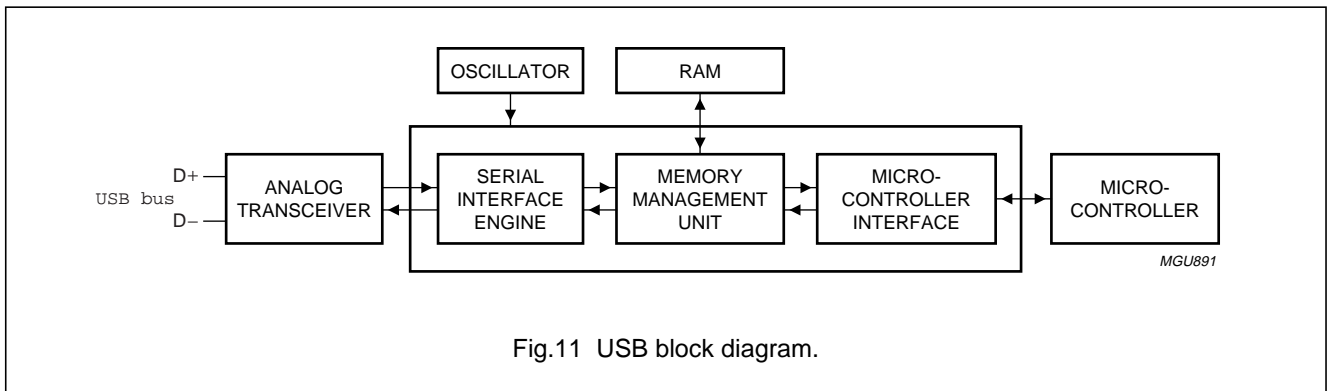 OSCILLATOR
RAM
D+
USB bus
D−
ANALOG
TRANSCEIVER
SERIAL
INTERFACE
ENGINE
MEMORY
MANAGEMENT
UNIT
MICRO-
CONTROLLER
INTERFACE
MICRO-
CONTROLLER
MGU891
Fig.11 USB block diagram.